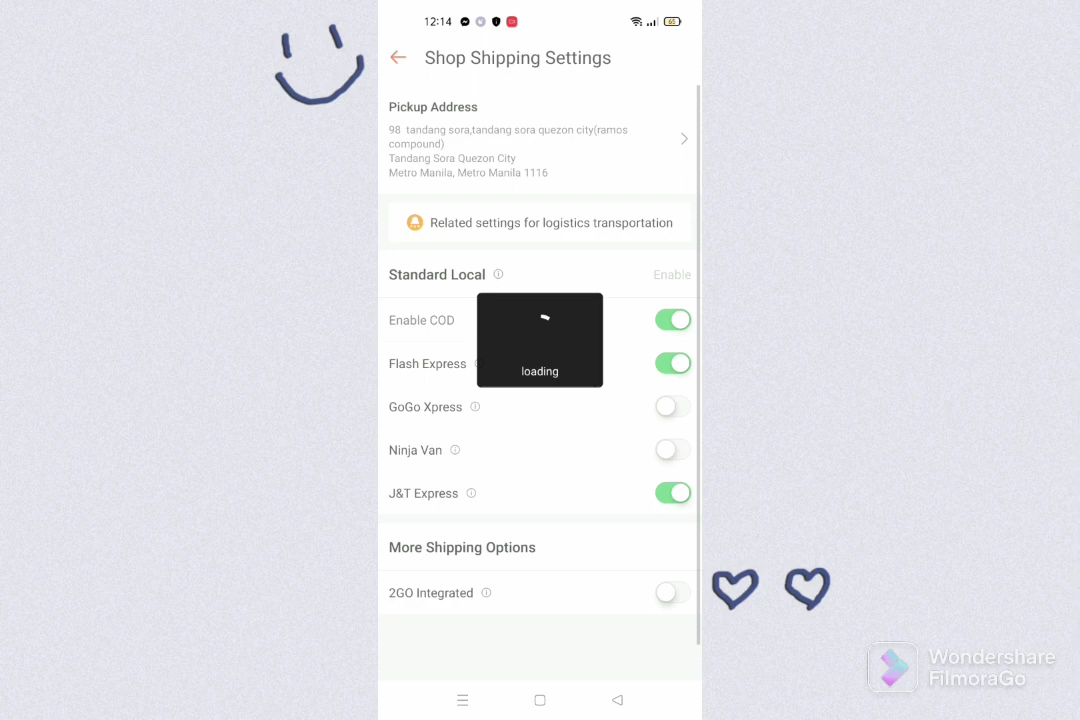 12:14
65
Shop Shipping Settings
Pickup Address
98 tandang sora,tandang sora quezon city(ramos
compound)
Tandang Sora Quezon City
Metro Manila, Metro Manila 1116
Related settings for logistics transportation
Standard Local
Enable
Enable COD
Flash Express
loading
GoGo Xpress
Ninja Van
J&T Express
More Shipping Options
2GO Integrated
Wondershare
FilmoraGo